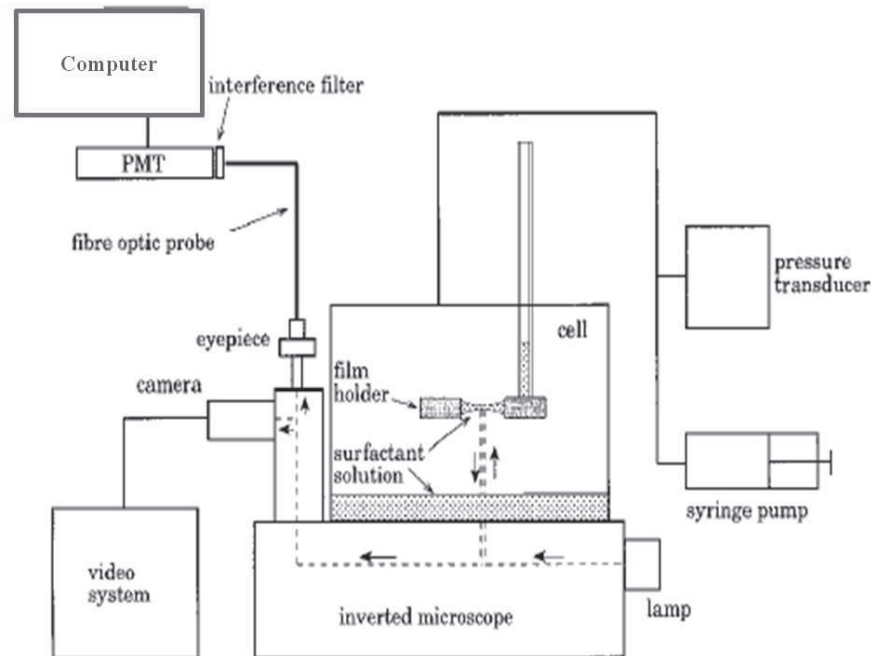 Computer
interference filter
PMT
fibre optic probe
pressure
transducer
cell
eyepiece
film
holder
camera
surfactant
solution
syringe pump
video
system
lamp
inverted microscope